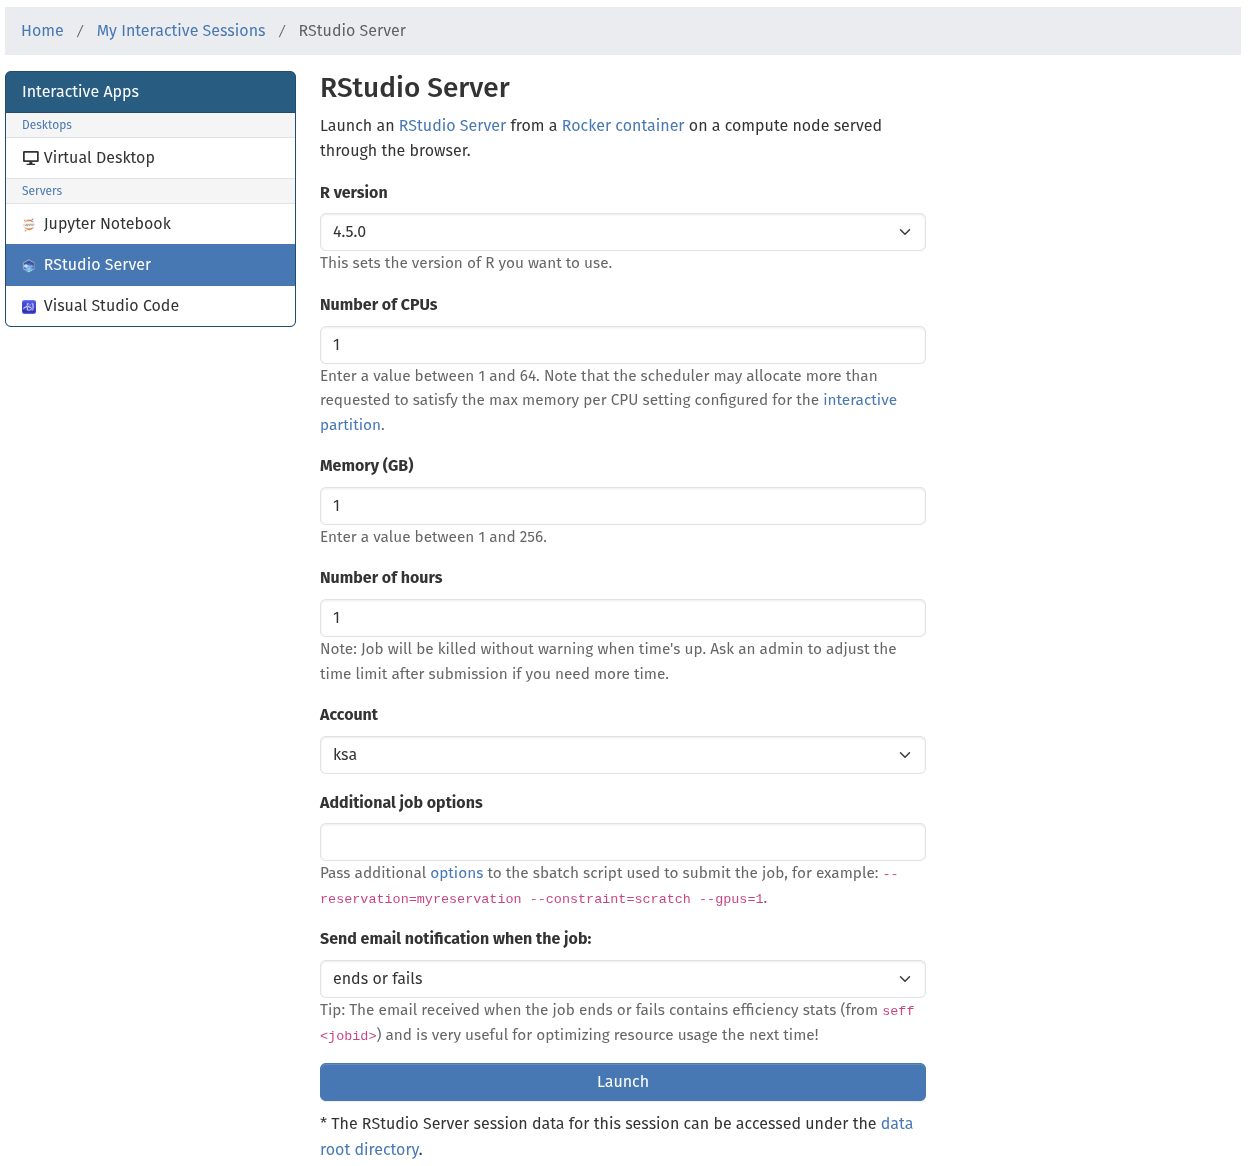 Home / My Interactive Sessions / RStudio Server
Interactive Apps
Desktops
Virtual Desktop
Servers
Jupyter Notebook
RStudio Server
Visual Studio Code
RStudio Server
Launch an RStudio Server from a Rocker container on a compute node served
through the browser.
R version
4.5.0
This sets the version of R you want to use.
Number of CPUs
1
Enter a value between 1 and 64. Note that the scheduler may allocate more than
requested to satisfy the max memory per CPU setting configured for the interactive
partition.
Memory (GB)
1
Enter a value between 1 and 256.
Number of hours
1
Note: Job will be killed without warning when time's up. Ask an admin to adjust the
time limit after submission if you need more time.
Account
ksa
Additional job options
Pass additional options to the sbatch script used to submit the job, for example: --
reservation=myreservation --constraint=scratch --gpus=1.
Send email notification when the job:
ends or fails
Tip: The email received when the job ends or fails contains efficiency stats (from seff
<jobid>) and is very useful for optimizing resource usage the next time!
Launch
* The RStudio Server session data for this session can be accessed under the data
root directory.